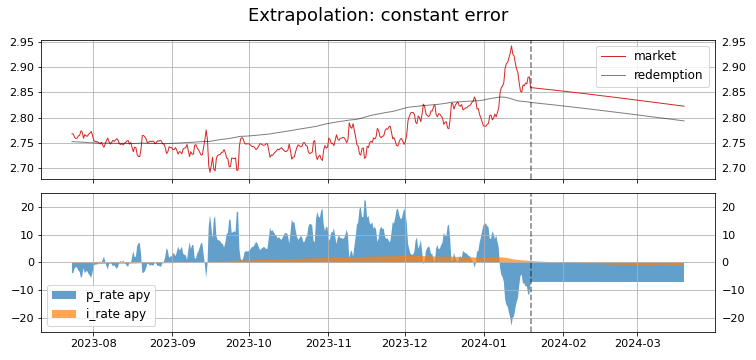 Extrapolation: constant error
2.95 2.95
2.90 2.90
2.85 2.85
2.80 2.80
2.75 2.75
2.70 2.70
market
redemption
20 20
10 10
0 0
−10 −10
−20 −20
p_rate apy
i_rate apy
2023-08 2023-09 2023-10 2023-11 2023-12 2024-01 2024-02 2024-03